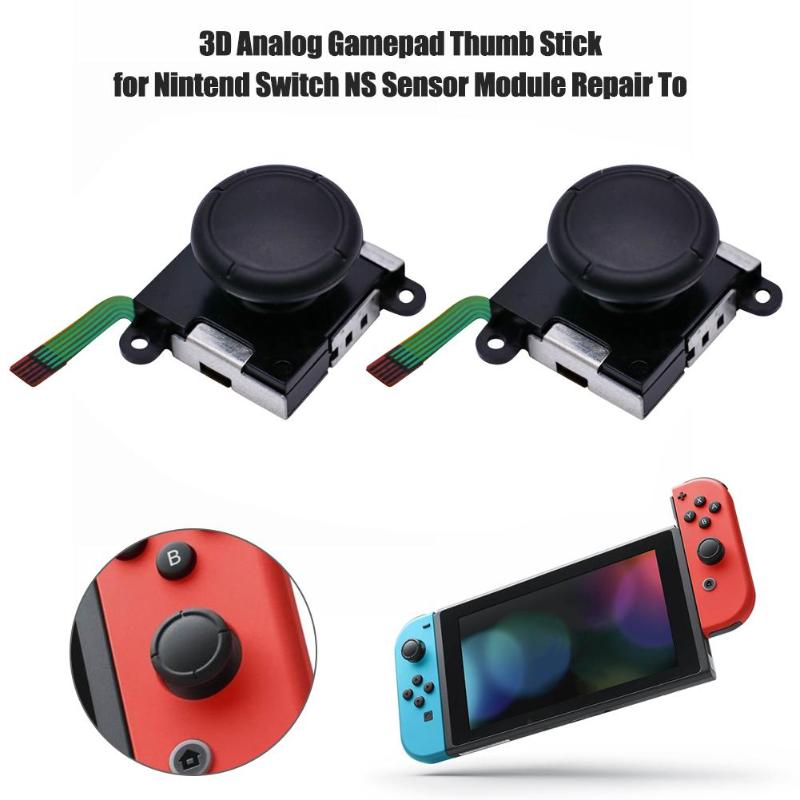 3D Analog Gamepad Thumb Stick
for Nintend Switch NS Sensor Module Repair To
B
X
Y
A
B